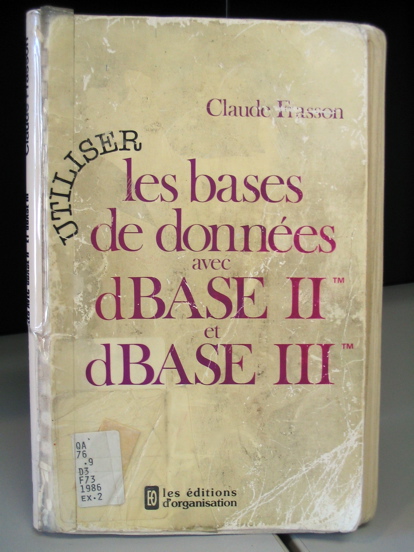 Claude Frasson
UTILISER
les bases
de données
avec
dBASE II™
et
dBASE III™
QA
76
.9
D3
F73
1986
EX.2
EO
les éditions
d'organisation